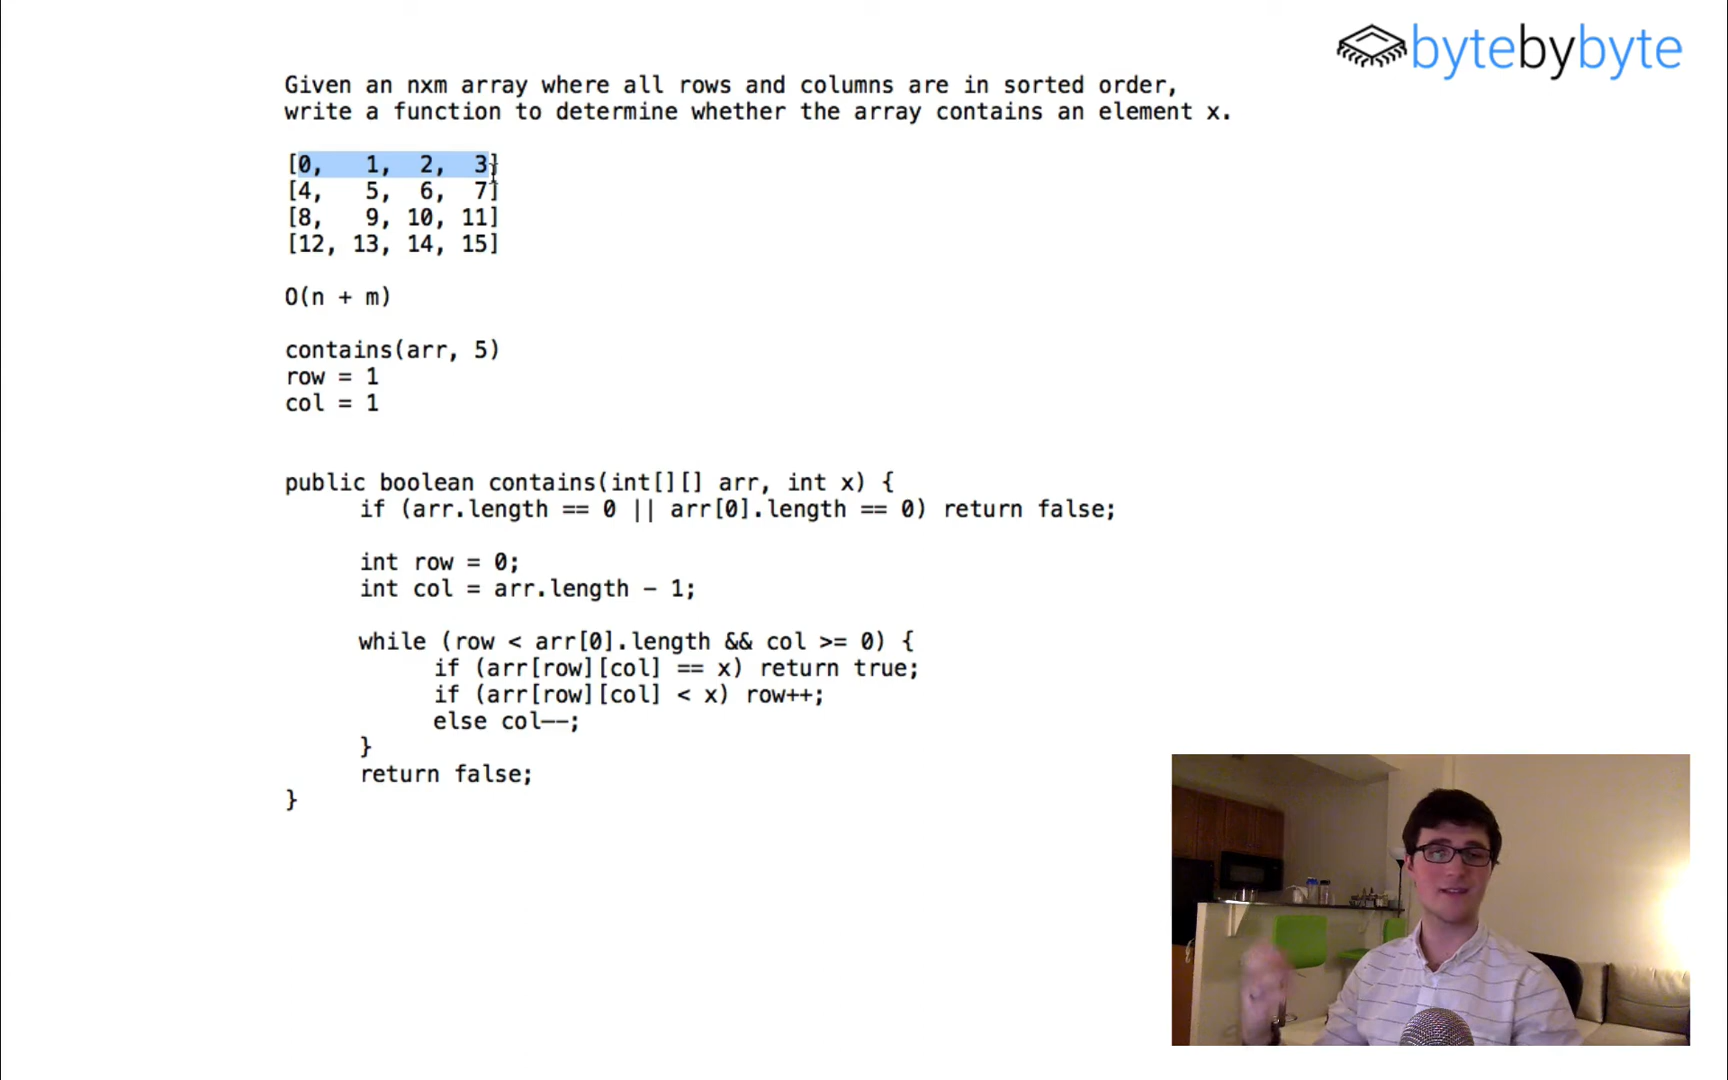 bytebybyte
Given an nxm array where all rows and columns are in sorted order,
write a function to determine whether the array contains an element x.
[0, 1, 2, 3]
[4, 5, 6, 7]
[8, 9, 10, 11]
[12, 13, 14, 15]
O(n + m)
contains(arr, 5)
row = 1
col = 1
public boolean contains(int[][] arr, int x) {
if (arr.length == 0 || arr[0].length == 0) return false;
int row = 0;
int col = arr.length - 1;
while (row < arr[0].length && col >= 0) {
if (arr[row][col] == x) return true;
if (arr[row][col] < x) row++;
else col--;
}
return false;
}